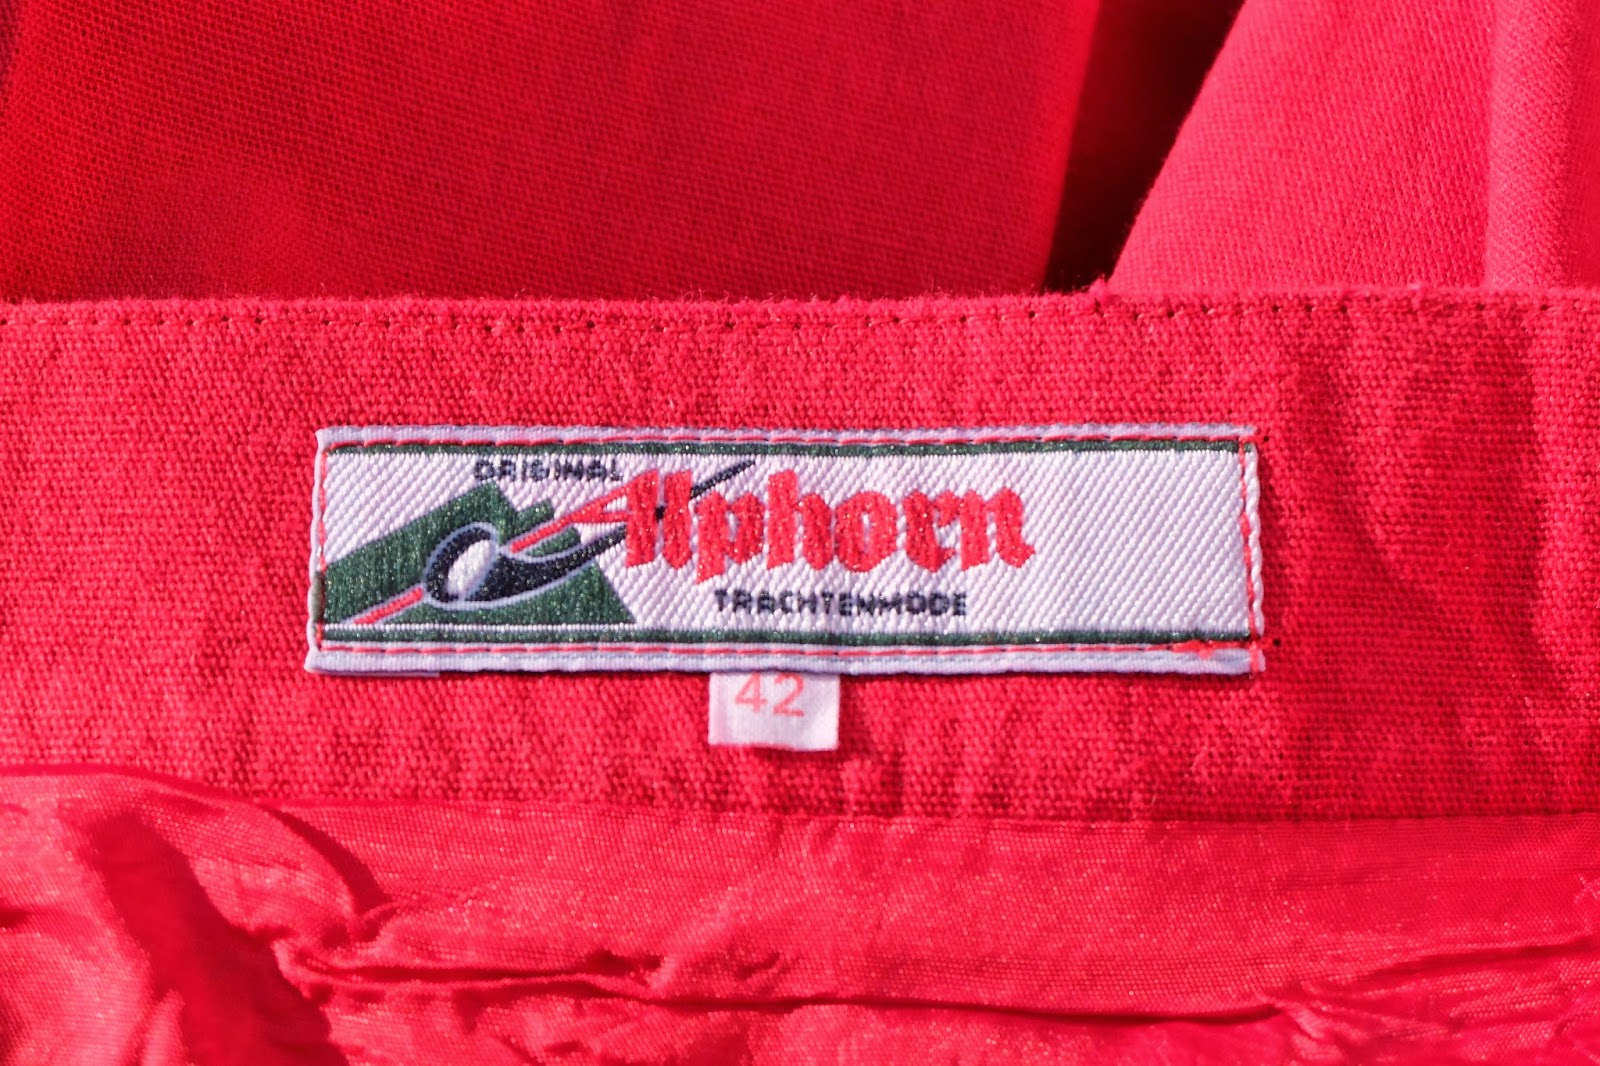 ORIGINAL
Alphorn
TRACHTENMODE
42